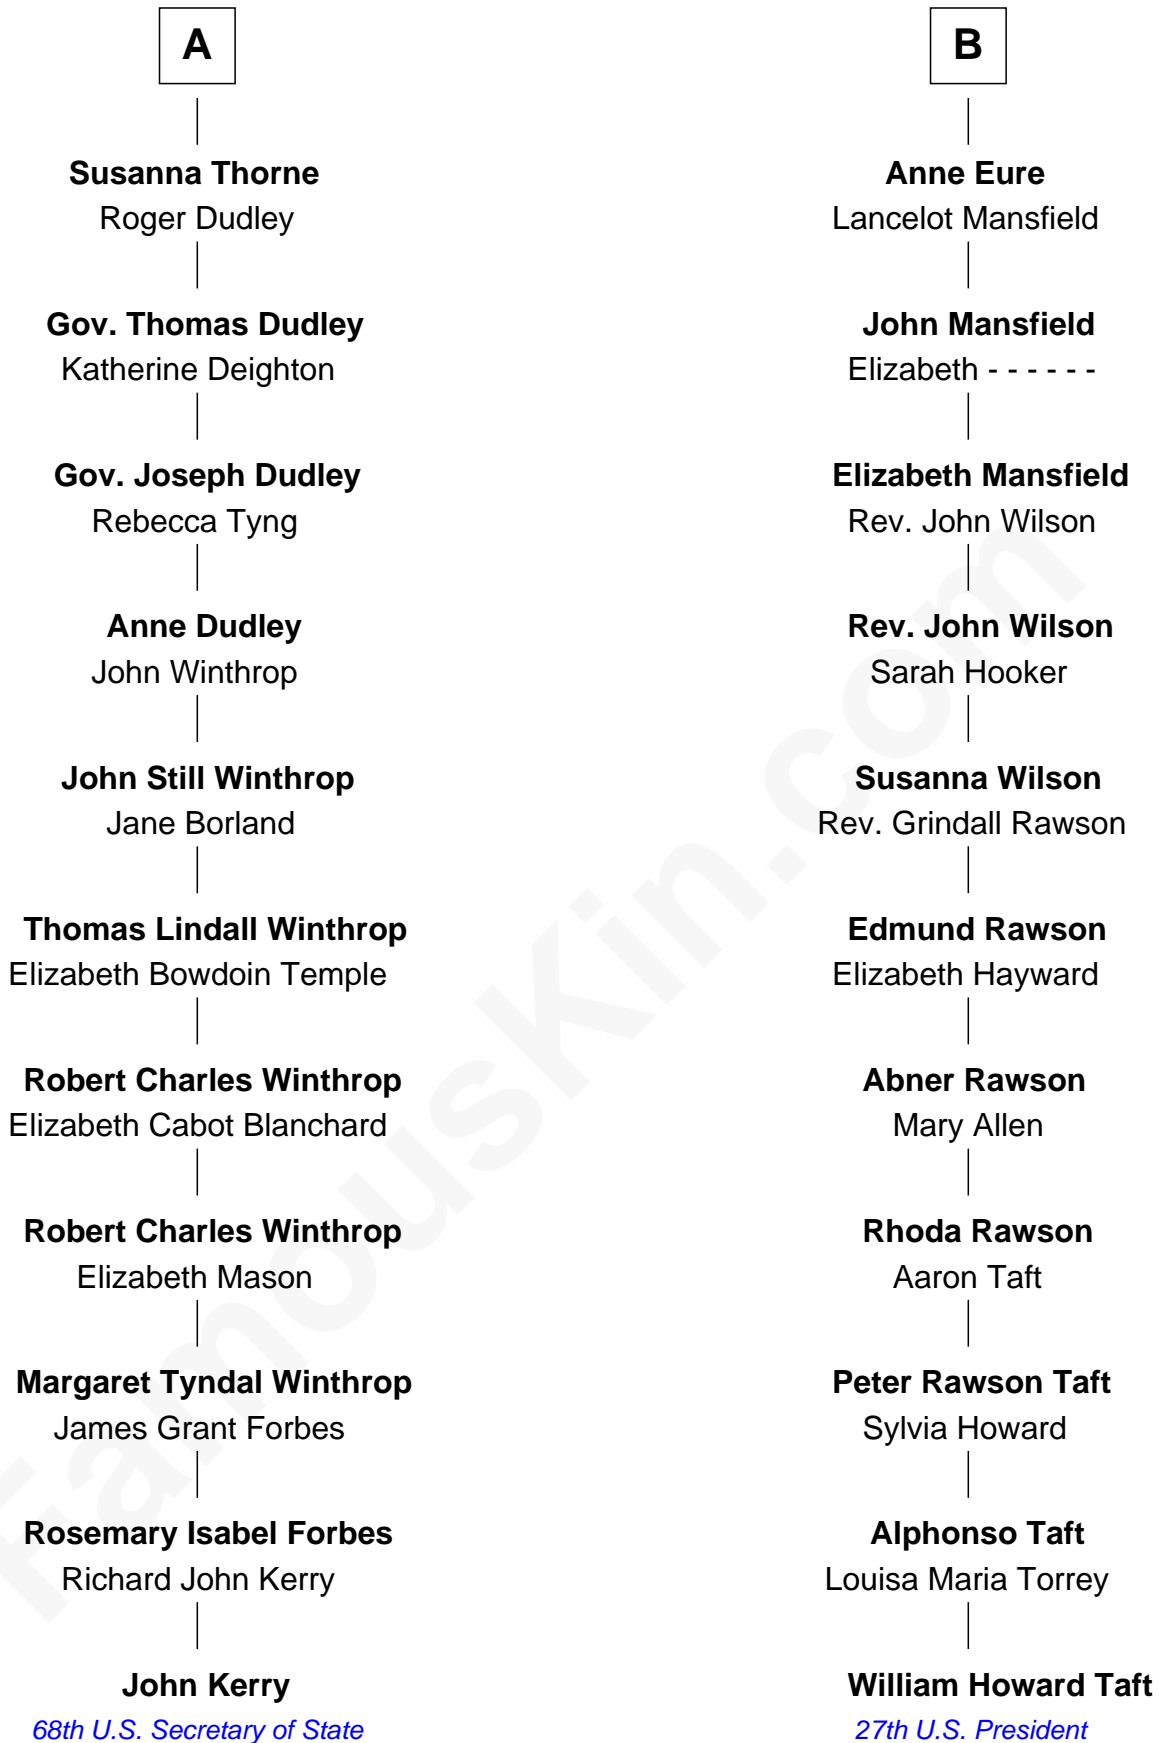 A
Susanna Thorne
Roger Dudley
Gov. Thomas Dudley
Katherine Deighton
Gov. Joseph Dudley
Rebecca Tyng
Anne Dudley
John Winthrop
John Still Winthrop
Jane Borland
Thomas Lindall Winthrop
Elizabeth Bowdoin Temple
Robert Charles Winthrop
Elizabeth Cabot Blanchard
Robert Charles Winthrop
Elizabeth Mason
Margaret Tyndal Winthrop
James Grant Forbes
Rosemary Isabel Forbes
Richard John Kerry
John Kerry
68th U.S. Secretary of State
B
Anne Eure
Lancelot Mansfield
John Mansfield
Elizabeth - - - - - -
Elizabeth Mansfield
Rev. John Wilson
Rev. John Wilson
Sarah Hooker
Susanna Wilson
Rev. Grindall Rawson
Edmund Rawson
Elizabeth Hayward
Abner Rawson
Mary Allen
Rhoda Rawson
Aaron Taft
Peter Rawson Taft
Sylvia Howard
Alphonso Taft
Louisa Maria Torrey
William Howard Taft
27th U.S. President
FamousKin.com